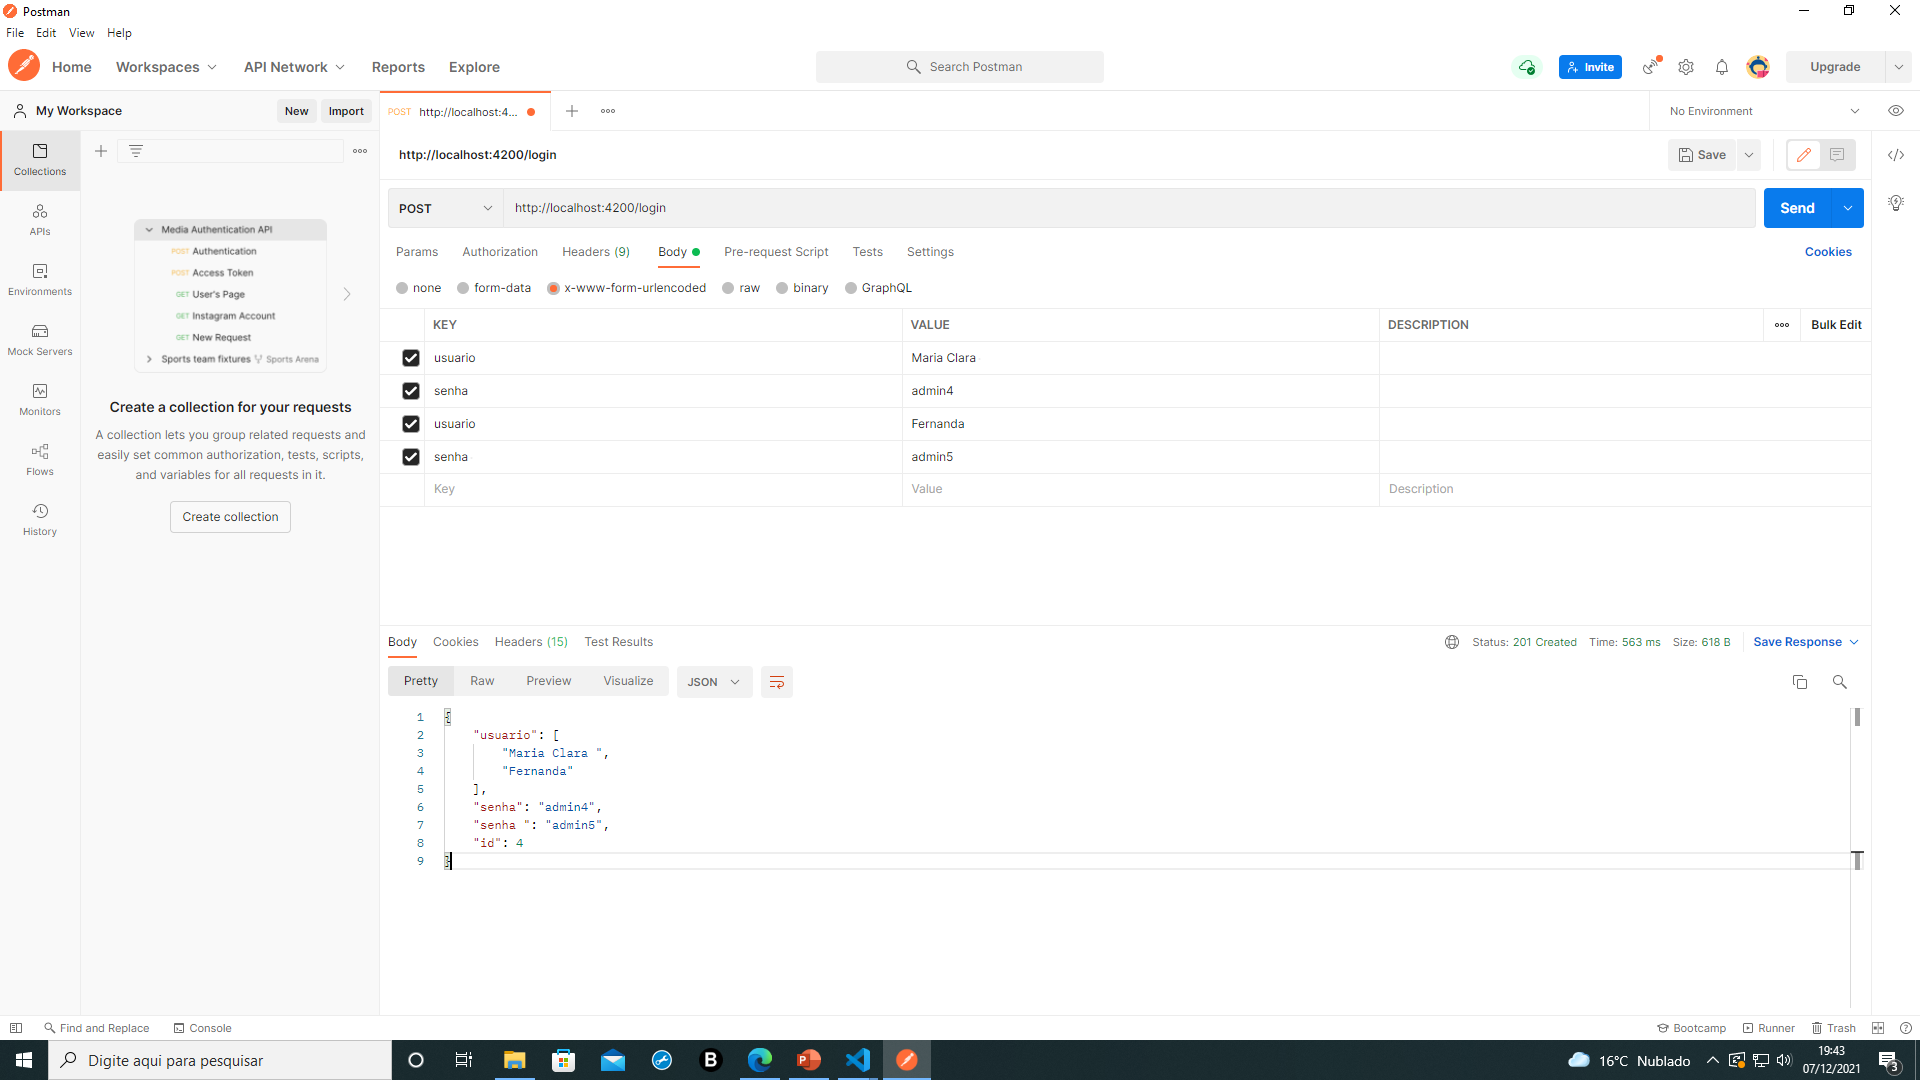 Postman
File Edit View Help
Home Workspaces API Network Reports Explore Search Postman Invite Upgrade
My Workspace New Import POST http://localhost:4... No Environment
http://localhost:4200/login Save
Collections
APIs
Environments
Mock Servers
Monitors
Flows
History
Media Authentication API
POST Authentication
POST Access Token
GET User's Page
GET Instagram Account
GET New Request
Sports team fixtures Sports Arena
Create a collection for your requests
A collection lets you group related requests and
easily set common authorization, tests, scripts,
and variables for all requests in it.
Create collection
POST http://localhost:4200/login Send
Params Authorization Headers (9) Body Pre-request Script Tests Settings Cookies
none form-data x-www-form-urlencoded raw binary GraphQL
KEY VALUE DESCRIPTION Bulk Edit
usuario Maria Clara
senha admin4
usuario Fernanda
senha admin5
Key Value Description
Body Cookies Headers (15) Test Results Status: 201 Created Time: 563 ms Size: 618 B Save Response
Pretty Raw Preview Visualize JSON
1 {
2 "usuario": [
3 "Maria Clara ",
4 "Fernanda"
5 ],
6 "senha": "admin4",
7 "senha ": "admin5",
8 "id": 4
9 }
Find and Replace Console Bootcamp Runner Trash
Digite aqui para pesquisar B P 16°C Nublado 19:43
07/12/2021 3